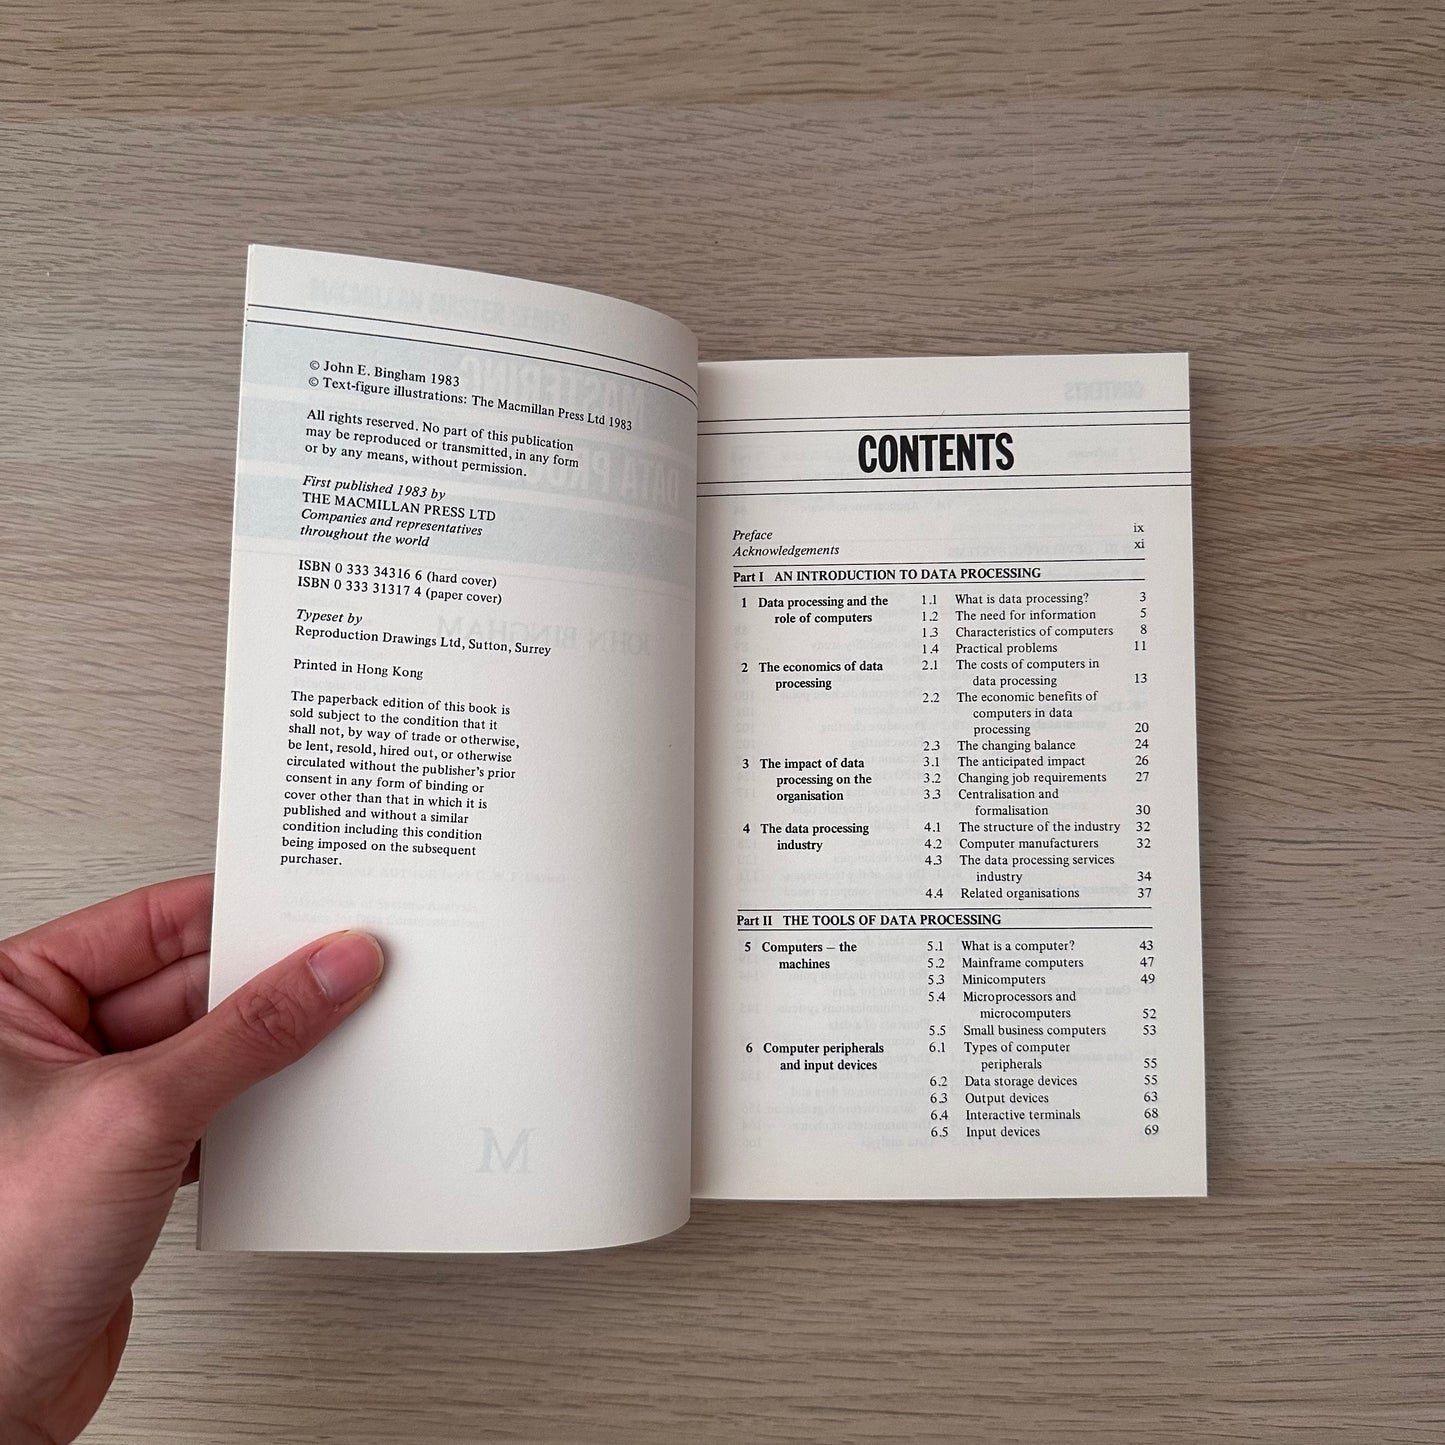 © John E. Bingham 1983
© Text-figure illustrations: The Macmillan Press Ltd 1983
All rights reserved. No part of this publication
may be reproduced or transmitted, in any form
or by any means, without permission.
First published 1983 by
THE MACMILLAN PRESS LTD
Companies and representatives
throughout the world
ISBN 0 333 34316 6 (hard cover)
ISBN 0 333 31317 4 (paper cover)
Typeset by
Reproduction Drawings Ltd, Sutton, Surrey
Printed in Hong Kong
The paperback edition of this book is
sold subject to the condition that it
shall not, by way of trade or otherwise,
be lent, resold, hired out, or otherwise
circulated without the publisher's prior
consent in any form of binding or
cover other than that in which it is
published and without a similar
condition including this condition
being imposed on the subsequent
purchaser.
CONTENTS
Preface ix
Acknowledgements xi
Part I AN INTRODUCTION TO DATA PROCESSING
1 Data processing and the 1.1 What is data processing? 3
role of computers 1.2 The need for information 5
1.3 Characteristics of computers 8
1.4 Practical problems 11
2 The economics of data 2.1 The costs of computers in
processing data processing 13
2.2 The economic benefits of
computers in data
processing 20
2.3 The changing balance 24
3 The impact of data 3.1 The anticipated impact 26
processing on the 3.2 Changing job requirements 27
organisation 3.3 Centralisation and
formalisation 30
4 The data processing 4.1 The structure of the industry 32
industry 4.2 Computer manufacturers 32
4.3 The data processing services
industry 34
4.4 Related organisations 37
Part II THE TOOLS OF DATA PROCESSING
5 Computers – the 5.1 What is a computer? 43
machines 5.2 Mainframe computers 47
5.3 Minicomputers 49
5.4 Microprocessors and
microcomputers 52
5.5 Small business computers 53
6 Computer peripherals 6.1 Types of computer
and input devices peripherals 55
6.2 Data storage devices 55
6.3 Output devices 63
6.4 Interactive terminals 68
6.5 Input devices 69